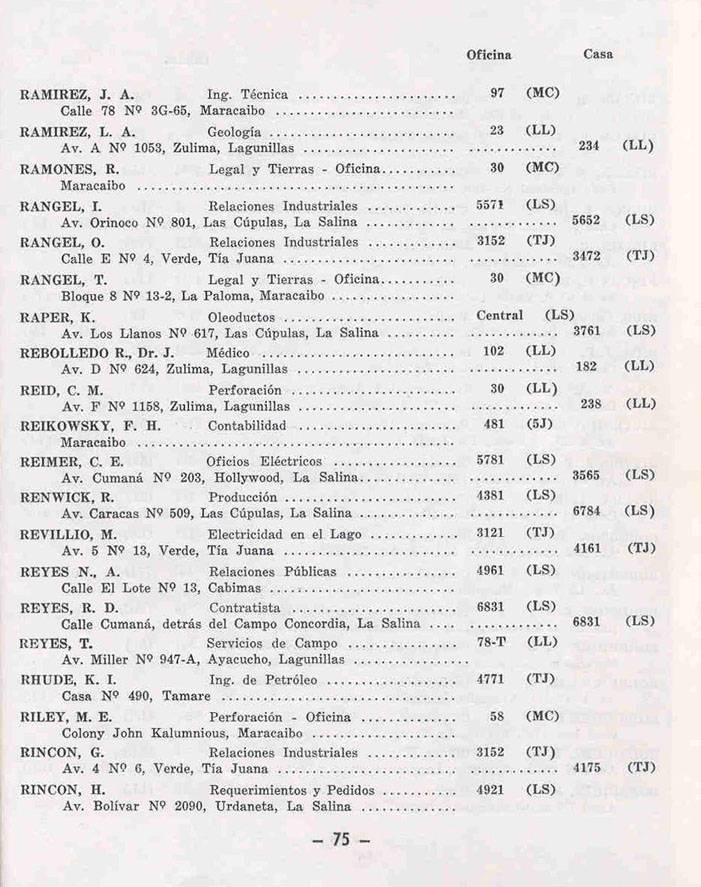 Oficina Casa
RAMIREZ, J. A. Ing. Técnica ........................ 97 (MC)
Calle 78 Nº 3G-65, Maracaibo ............................
RAMIREZ, L. A. Geología ............................. 23 (LL)
Av. A Nº 1053, Zulima, Lagunillas ........................ .............. 234 (LL)
RAMONES, R. Legal y Tierras - Oficina........... 30 (MC)
Maracaibo .................................................
RANGEL, I. Relaciones Industriales .............. 5571 (LS)
Av. Orinoco Nº 801, Las Cúpulas, La Salina .............. .............. 5652 (LS)
RANGEL, O. Relaciones Industriales .............. 3152 (TJ)
Calle E Nº 4, Verde, Tía Juana .......................... .............. 3472 (TJ)
RANGEL, T. Legal y Tierras - Oficina........... 30 (MC)
Bloque 8 Nº 13-2, La Paloma, Maracaibo ...................
RAPER, K. Oleoductos .......................... Central (LS)
Av. Los Llanos Nº 617, Las Cúpulas, La Salina ........... .............. 3761 (LS)
REBOLLEDO R., Dr. J. Médico .............................. 102 (LL)
Av. D Nº 624, Zulima, Lagunillas ......................... .............. 182 (LL)
REID, C. M. Perforación ......................... 30 (LL)
Av. F Nº 1158, Zulima, Lagunillas ........................ .............. 238 (LL)
REIKOWSKY, F. H. Contabilidad ........................ 481 (5J)
Maracaibo .................................................
REIMER, C. E. Oficios Eléctricos ................... 5781 (LS)
Av. Cumaná Nº 203, Hollywood, La Salina............... .............. 3565 (LS)
RENWICK, R. Producción .......................... 4381 (LS)
Av. Caracas Nº 509, Las Cúpulas, La Salina ............... .............. 6784 (LS)
REVILLIO, M. Electricidad en el Lago ............. 3121 (TJ)
Av. 5 Nº 13, Verde, Tía Juana ........................... .............. 4161 (TJ)
REYES N., A. Relaciones Públicas ................. 4961 (LS)
Calle El Lote Nº 13, Cabimas .............................
REYES, R. D. Contratista ......................... 6831 (LS)
Calle Cumaná, detrás del Campo Concordia, La Salina .... .............. 6831 (LS)
REYES, T. Servicios de Campo ................. 78-T (LL)
Av. Miller Nº 947-A, Ayacucho, Lagunillas .................
RHUDE, K. I. Ing. de Petróleo ..................... 4771 (TJ)
Casa Nº 490, Tamare ....................................
RILEY, M. E. Perforación - Oficina ............... 58 (MC)
Colony John Kalumnious, Maracaibo ......................
RINCON, G. Relaciones Industriales .............. 3152 (TJ)
Av. 4 Nº 6, Verde, Tía Juana ............................ .............. 4175 (TJ)
RINCON, H. Requerimientos y Pedidos ............ 4921 (LS)
Av. Bolívar Nº 2090, Urdaneta, La Salina ...............
- 75 -